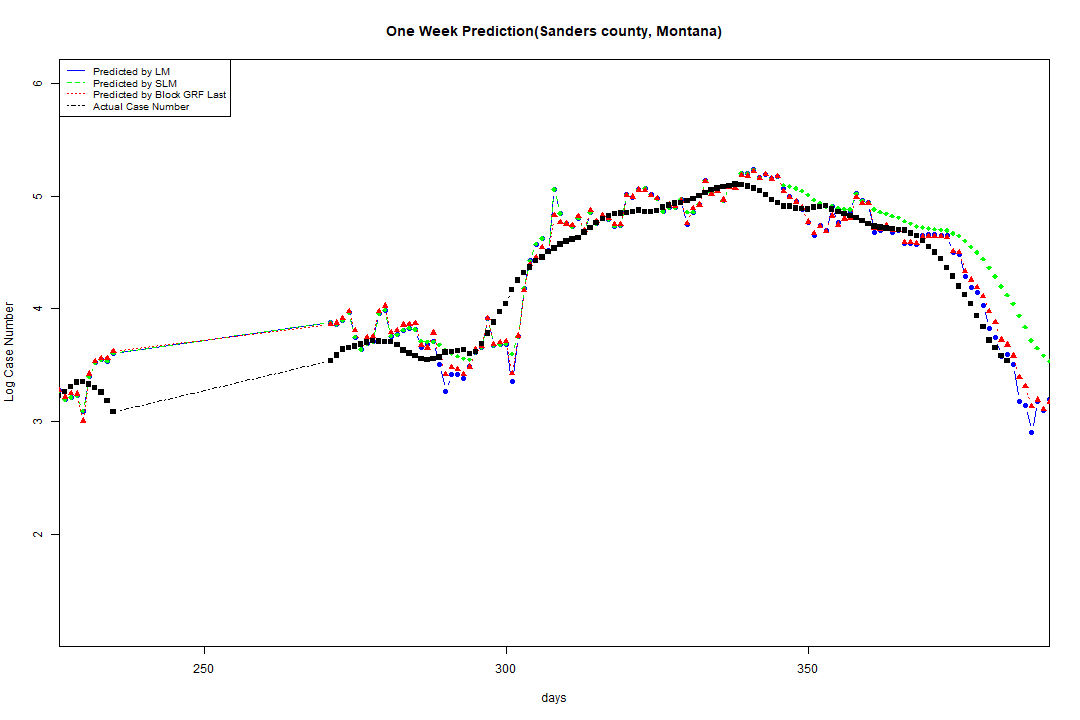 One Week Prediction(Sanders county, Montana)
Predicted by LM
Predicted by SLM
Predicted by Block GRF Last
Actual Case Number
6
5
4
3
2
Log Case Number
250
300
350
days